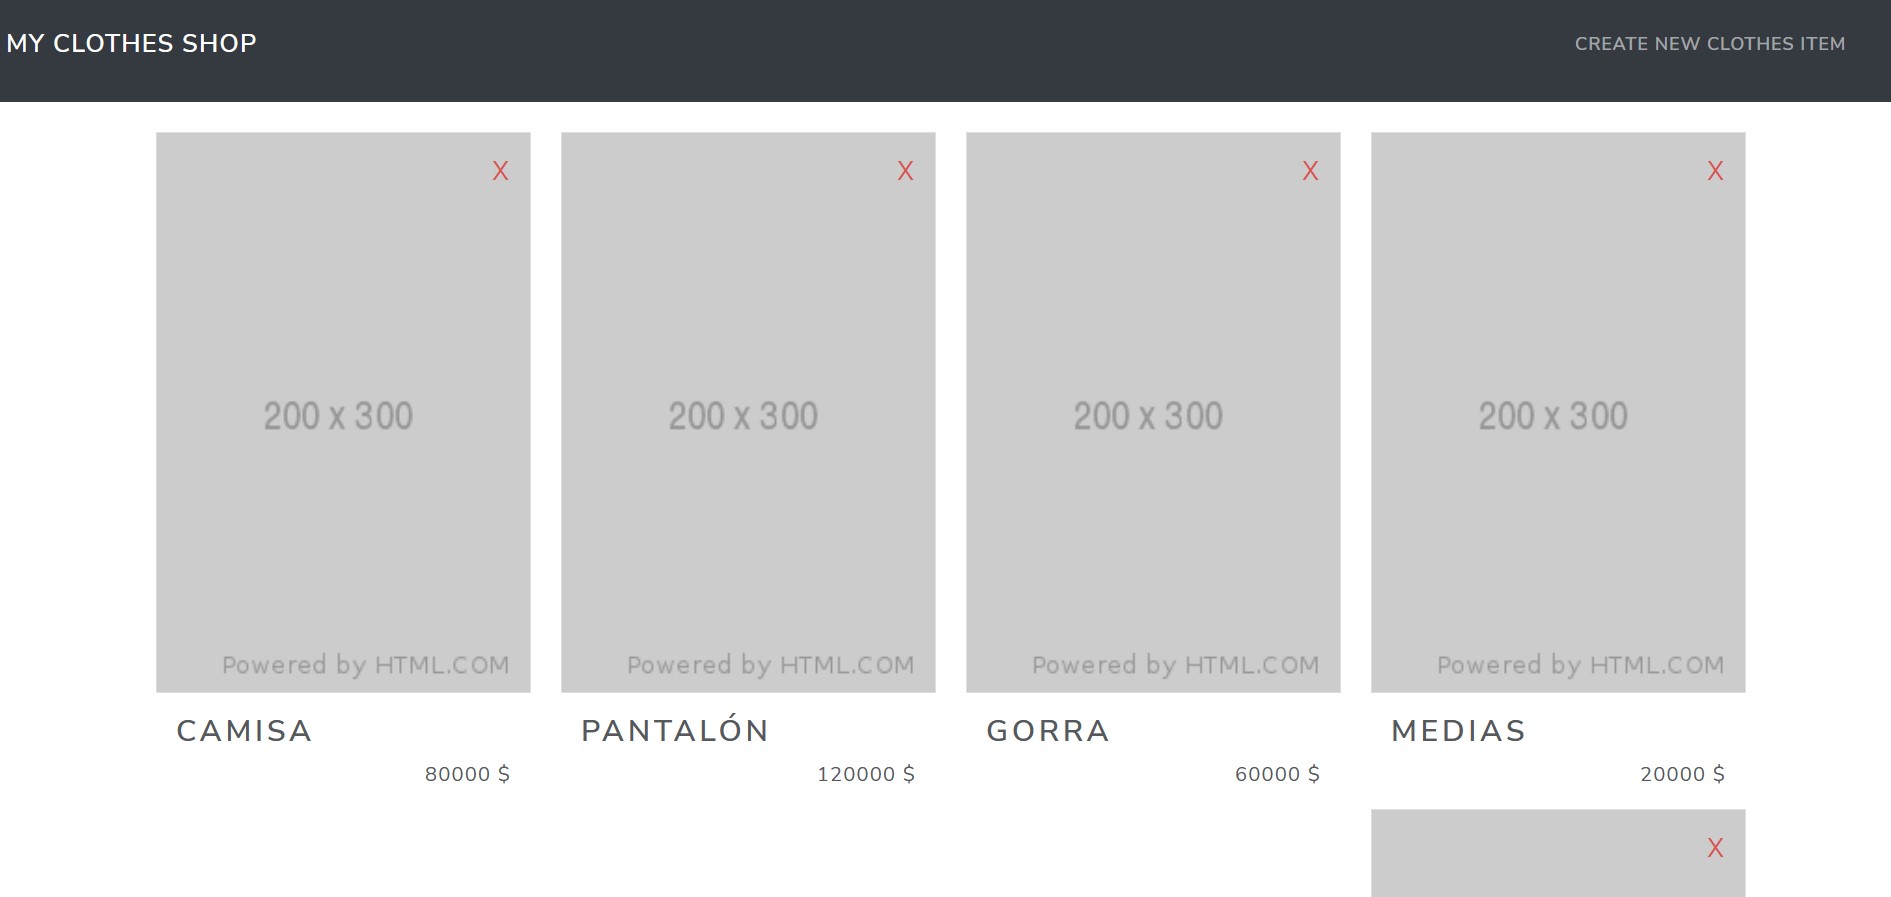 MY CLOTHES SHOP
CREATE NEW CLOTHES ITEM
X
X
X
X
200 x 300
200 x 300
200 x 300
200 x 300
Powered by HTML.COM
Powered by HTML.COM
Powered by HTML.COM
Powered by HTML.COM
CAMISA
PANTALÓN
GORRA
MEDIAS
80000 $
120000 $
60000 $
20000 $
X